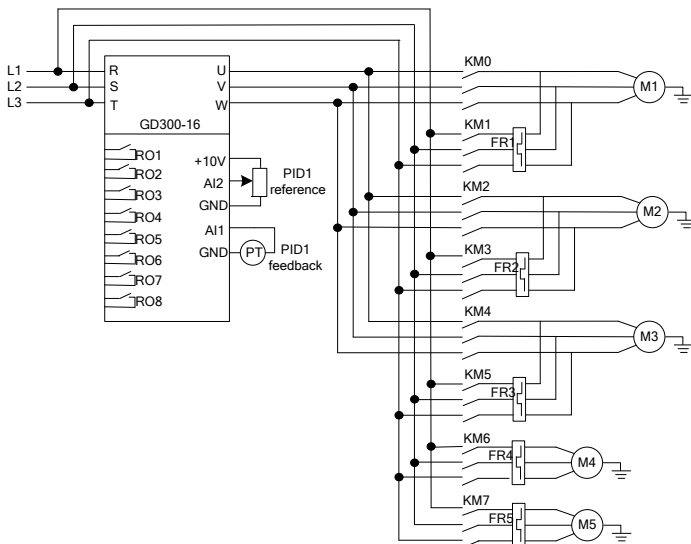 L1
L2
L3
R
S
T
U
V
W
GD300-16
RO1
RO2
RO3
RO4
RO5
RO6
RO7
RO8
+10V
AI2
GND
PID1
reference
AI1
GND
PT
PID1
feedback
KM0
M1
KM1
FR1
KM2
M2
KM3
FR2
KM4
M3
KM5
FR3
KM6
FR4
M4
KM7
FR5
M5